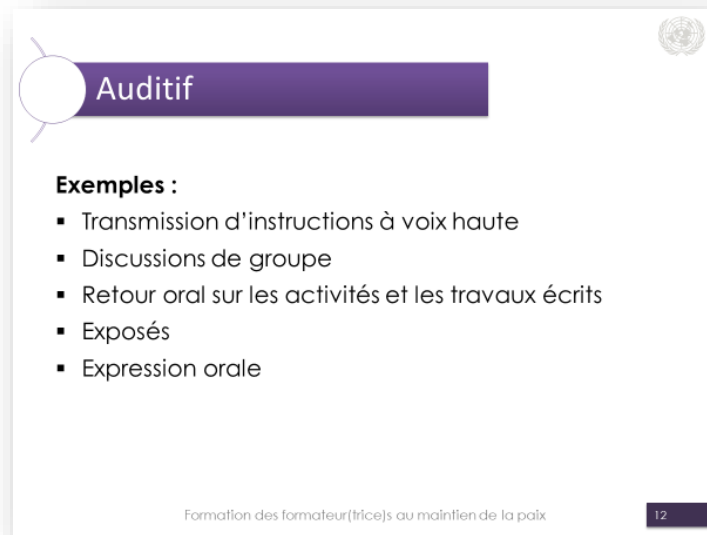 Auditif
Exemples :
▪ Transmission d’instructions à voix haute
▪ Discussions de groupe
▪ Retour oral sur les activités et les travaux écrits
▪ Exposés
▪ Expression orale
Formation des formateur(trice)s au maintien de la paix
12